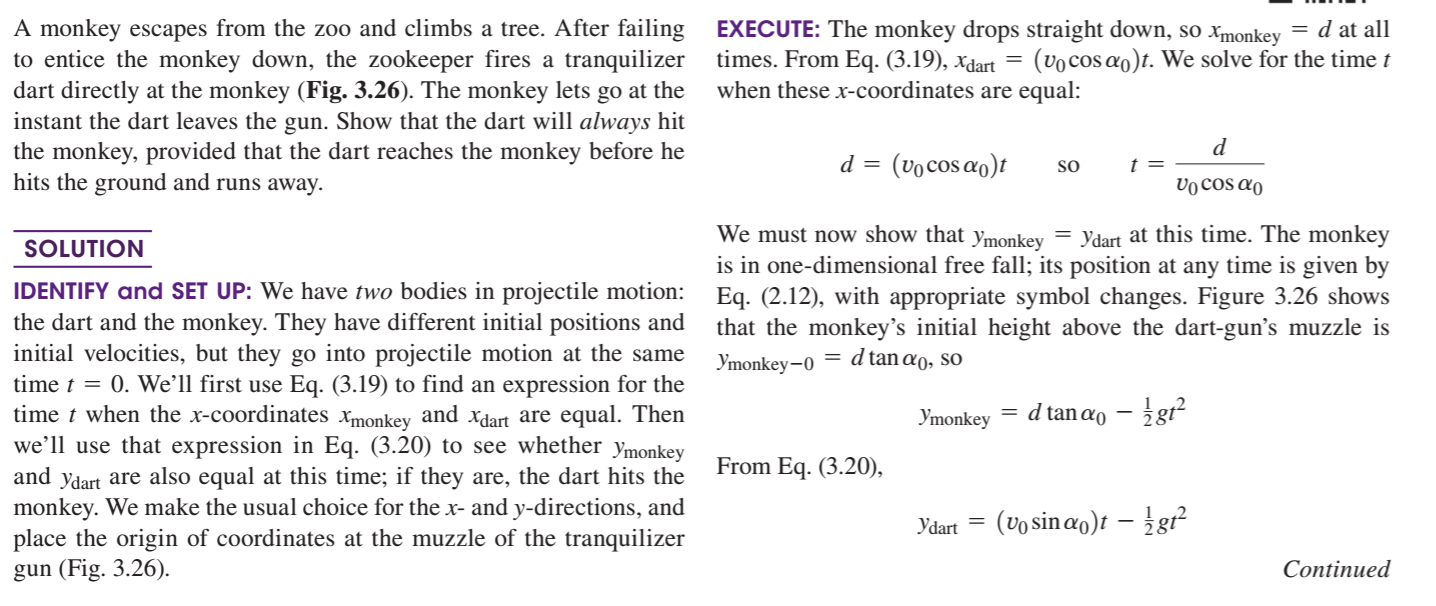 A monkey escapes from the zoo and climbs a tree. After failing
to entice the monkey down, the zookeeper fires a tranquilizer
dart directly at the monkey (Fig. 3.26). The monkey lets go at the
instant the dart leaves the gun. Show that the dart will always hit
the monkey, provided that the dart reaches the monkey before he
hits the ground and runs away.
SOLUTION
IDENTIFY and SET UP: We have two bodies in projectile motion:
the dart and the monkey. They have different initial positions and
initial velocities, but they go into projectile motion at the same
time t = 0. We’ll first use Eq. (3.19) to find an expression for the
time t when the x-coordinates x_monkey and x_dart are equal. Then
we’ll use that expression in Eq. (3.20) to see whether y_monkey
and y_dart are also equal at this time; if they are, the dart hits the
monkey. We make the usual choice for the x- and y-directions, and
place the origin of coordinates at the muzzle of the tranquilizer
gun (Fig. 3.26).
EXECUTE: The monkey drops straight down, so x_monkey = d at all
times. From Eq. (3.19), x_dart = (v₀ cos α₀)t. We solve for the time t
when these x-coordinates are equal:
d = (v₀ cos α₀)t so t = d / (v₀ cos α₀)
We must now show that y_monkey = y_dart at this time. The monkey
is in one-dimensional free fall; its position at any time is given by
Eq. (2.12), with appropriate symbol changes. Figure 3.26 shows
that the monkey’s initial height above the dart-gun’s muzzle is
y_monkey−0 = d tan α₀, so
y_monkey = d tan α₀ − ½gt²
From Eq. (3.20),
y_dart = (v₀ sin α₀)t − ½gt²
Continued